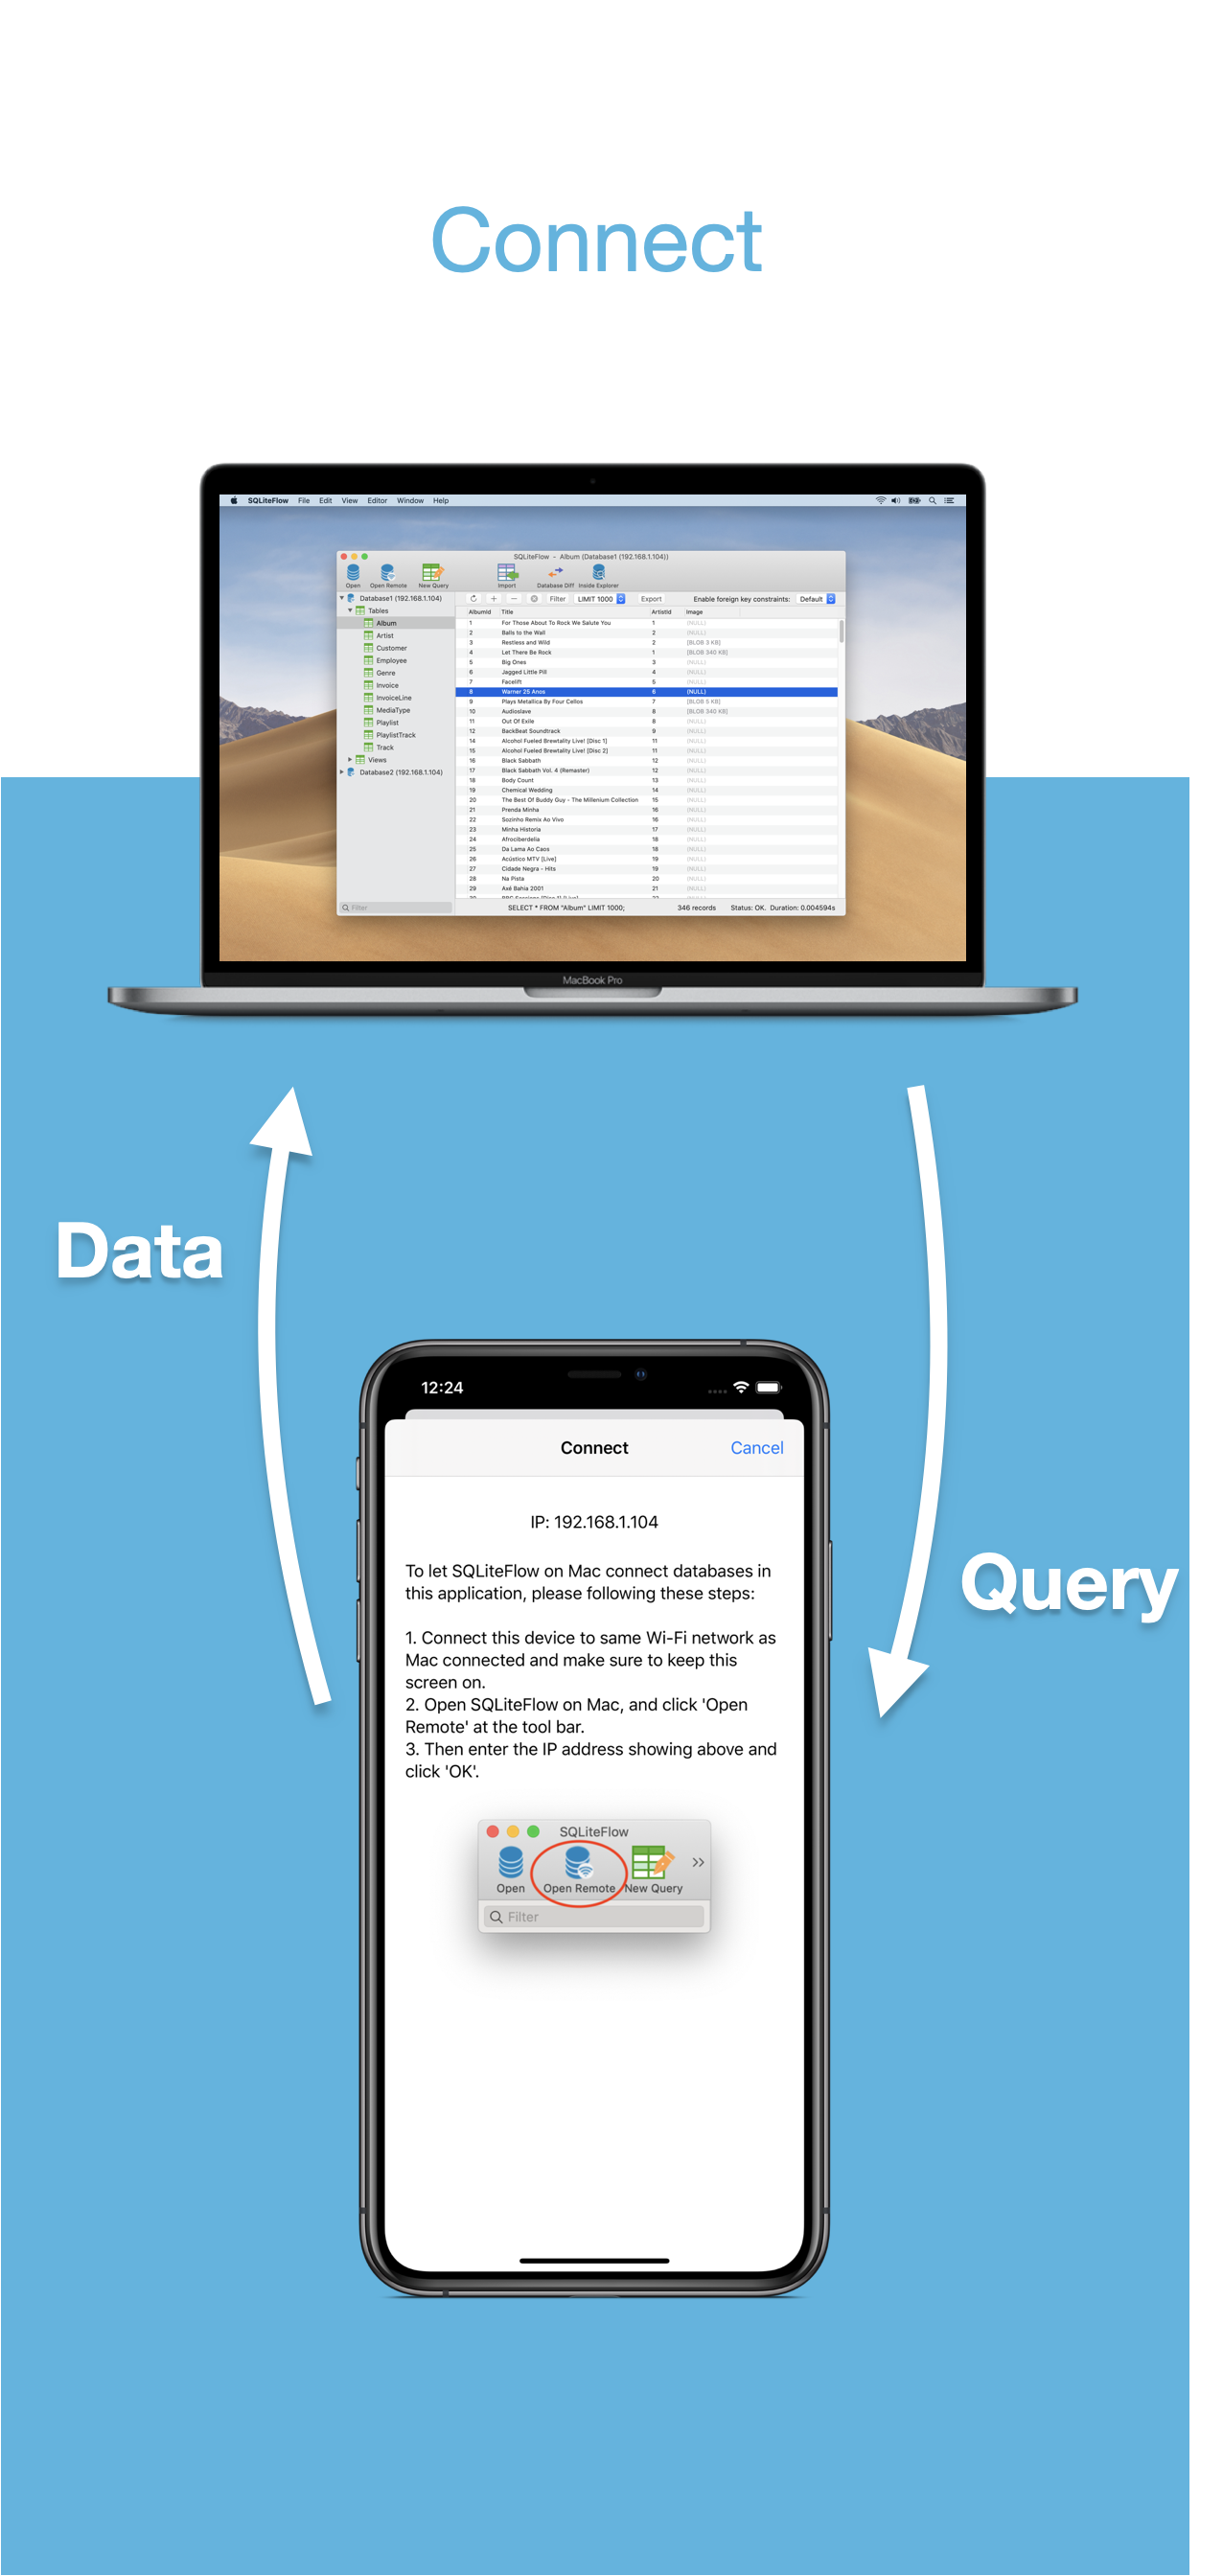 Connect
SQLiteFlow File Edit View Editor Window Help
SQLiteFlow - Album (Database1 (192.168.1.104))
Open Open Remote New Query Import Database Diff Inside Explorer
Database1 (192.168.1.104)
Tables
Album
Artist
Customer
Employee
Genre
Invoice
InvoiceLine
MediaType
Playlist
PlaylistTrack
Track
Views
Database2 (192.168.1.104)
Filter
Filter LIMIT 1000 Export Enable foreign key constraints: Default
AlbumId Title ArtistId Image
1 For Those About To Rock We Salute You 1 (NULL)
2 Balls to the Wall 2 (NULL)
3 Restless and Wild 2 [BLOB 3 KB]
4 Let There Be Rock 1 [BLOB 340 KB]
5 Big Ones 3 (NULL)
6 Jagged Little Pill 4 (NULL)
7 Facelift 5 (NULL)
8 Warner 25 Anos 6 (NULL)
9 Plays Metallica By Four Cellos 7 [BLOB 5 KB]
10 Audioslave 8 [BLOB 340 KB]
11 Out Of Exile 8 (NULL)
12 BackBeat Soundtrack 9 (NULL)
14 Alcohol Fueled Brewtality Live! [Disc 1] 11 (NULL)
15 Alcohol Fueled Brewtality Live! [Disc 2] 11 (NULL)
16 Black Sabbath 12 (NULL)
17 Black Sabbath Vol. 4 (Remaster) 12 (NULL)
18 Body Count 13 (NULL)
19 Chemical Wedding 14 (NULL)
20 The Best Of Buddy Guy - The Millenium Collection 15 (NULL)
21 Prenda Minha 16 (NULL)
22 Sozinho Remix Ao Vivo 16 (NULL)
23 Minha Historia 17 (NULL)
24 Afrociberdelia 18 (NULL)
25 Da Lama Ao Caos 18 (NULL)
26 Acústico MTV [Live] 19 (NULL)
27 Cidade Negra - Hits 19 (NULL)
28 Na Pista 20 (NULL)
29 Axé Bahia 2001 21 (NULL)
SELECT * FROM "Album" LIMIT 1000; 346 records Status: OK. Duration: 0.004594s
MacBook Pro
Data
Query
12:24
Connect Cancel
IP: 192.168.1.104
To let SQLiteFlow on Mac connect databases in
this application, please following these steps:
1. Connect this device to same Wi-Fi network as
Mac connected and make sure to keep this
screen on.
2. Open SQLiteFlow on Mac, and click 'Open
Remote' at the tool bar.
3. Then enter the IP address showing above and
click 'OK'.
SQLiteFlow
Open Open Remote New Query
Filter